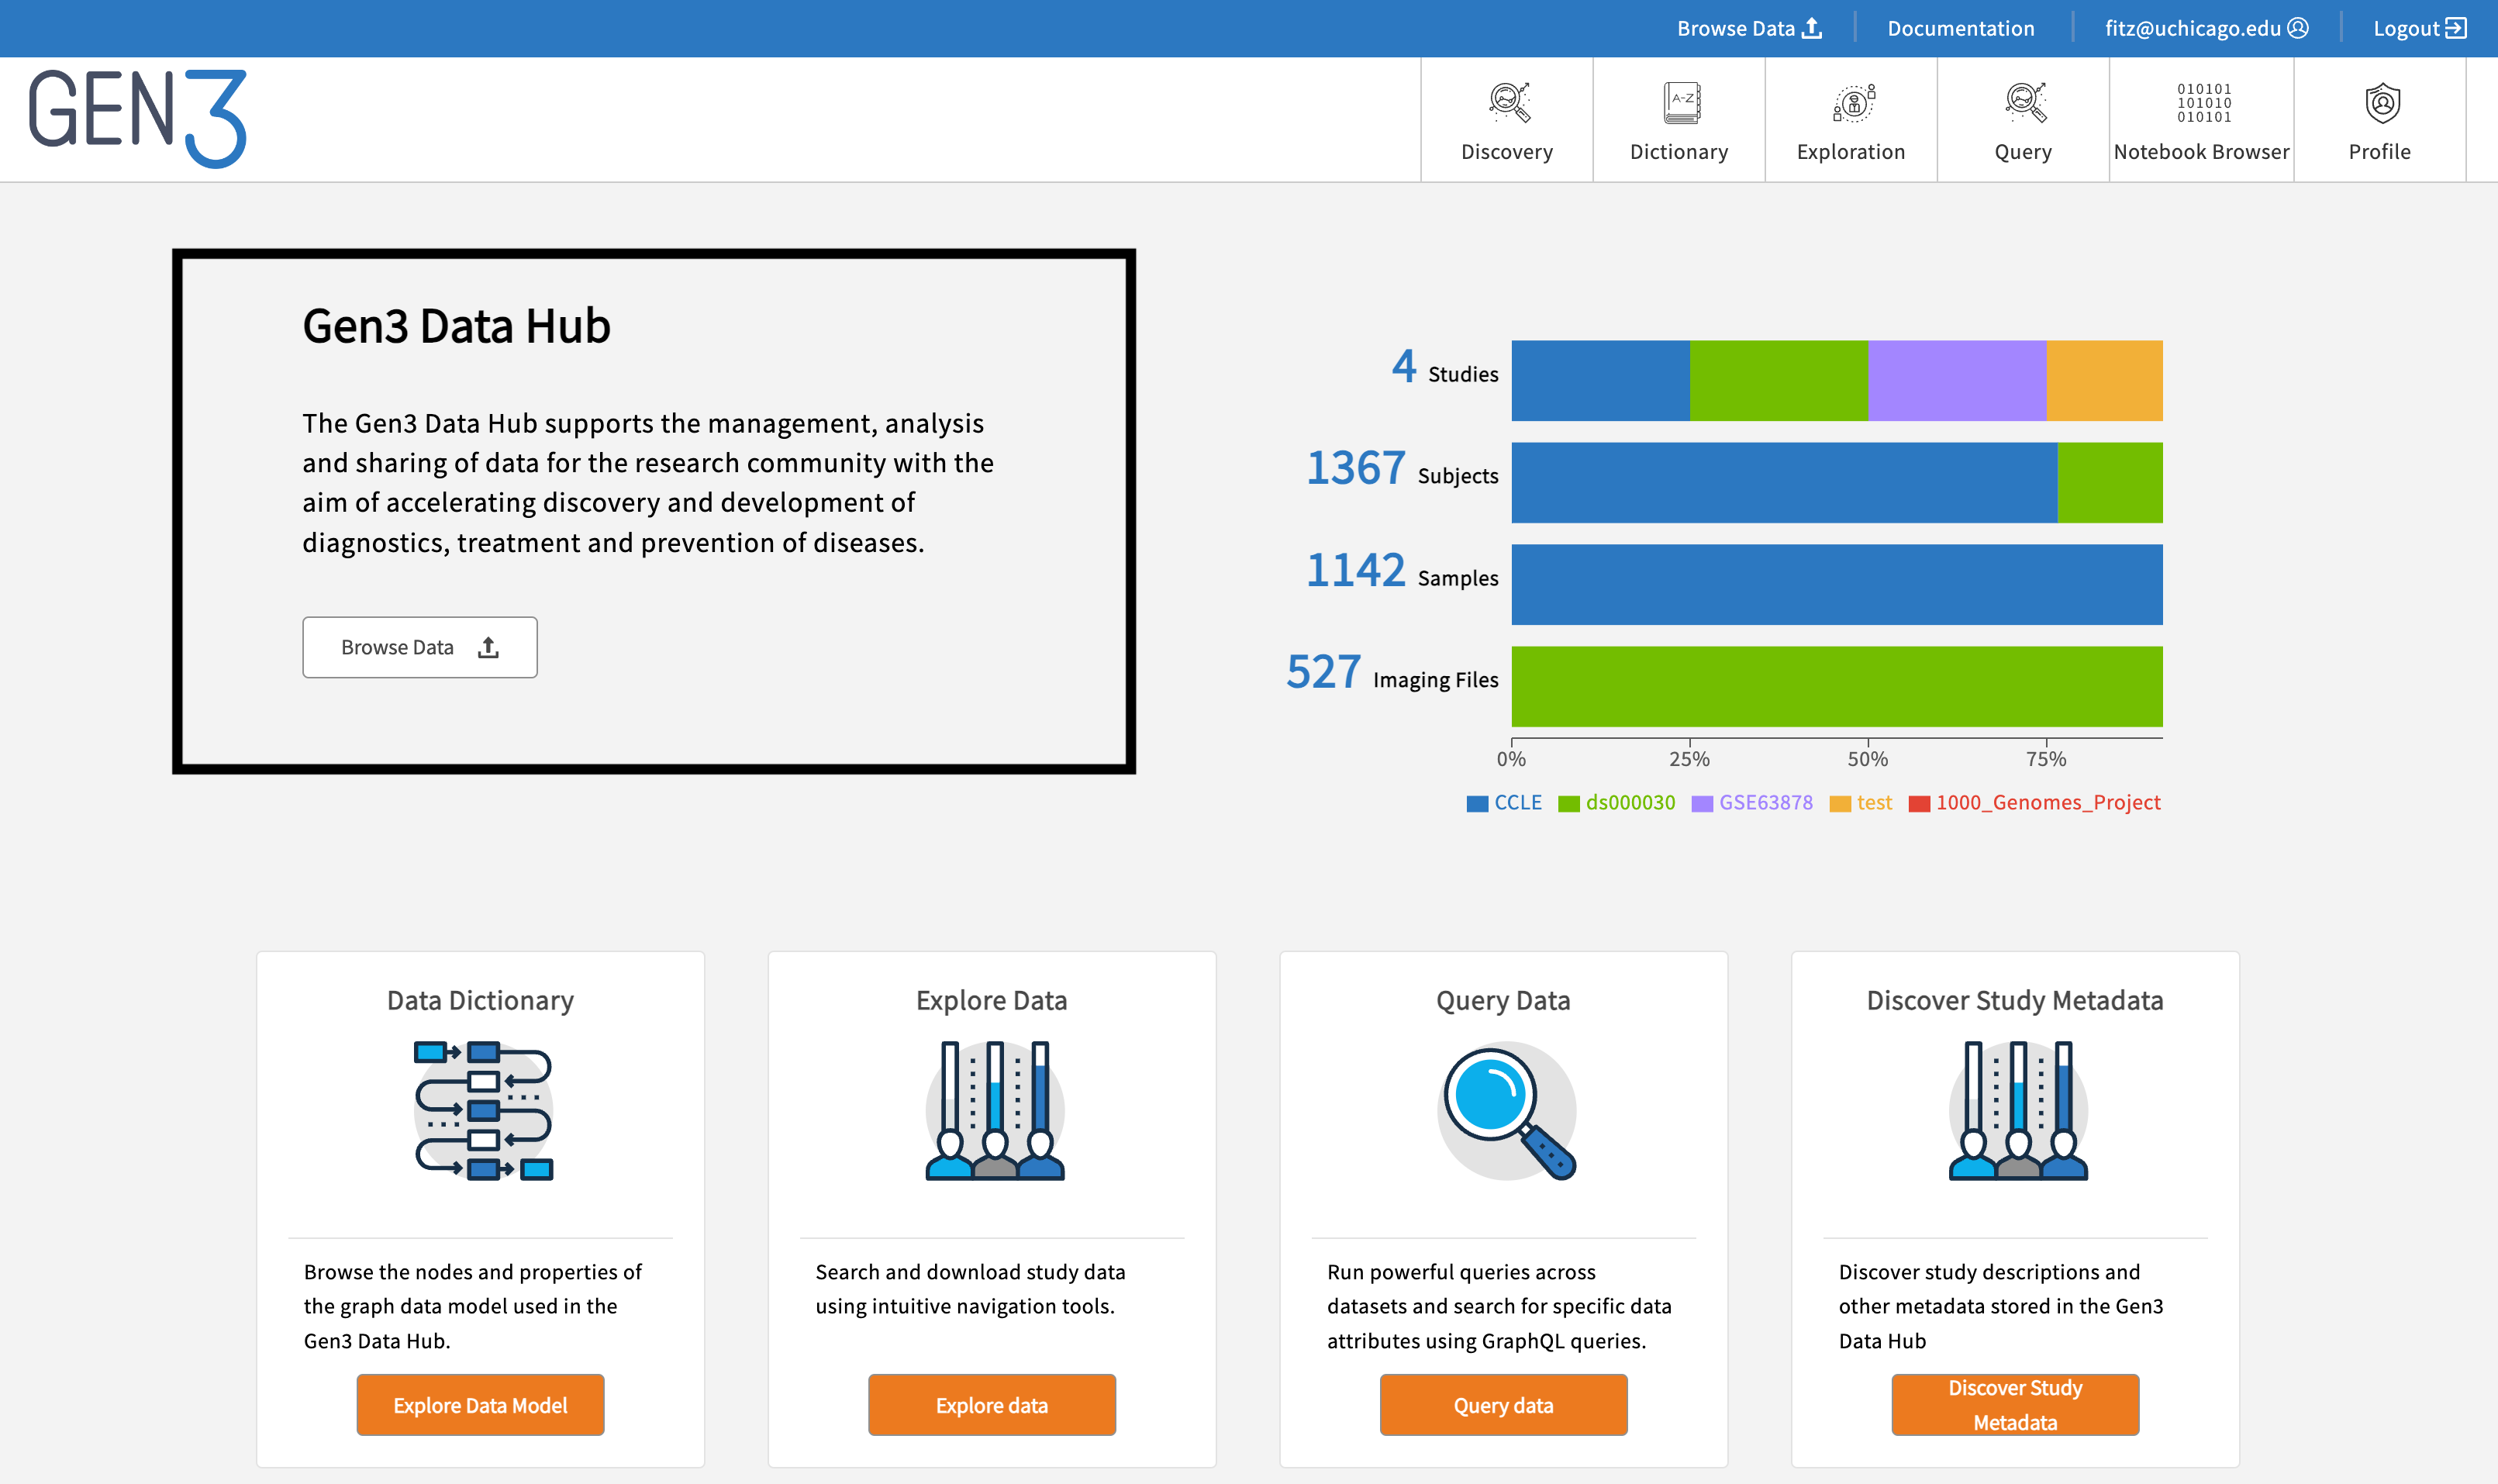 Browse Data
Documentation
fitz@uchicago.edu
Logout
GEN3
Discovery
A-Z
Dictionary
Exploration
Query
010101
101010
010101
Notebook Browser
Profile
Gen3 Data Hub
The Gen3 Data Hub supports the management, analysis
and sharing of data for the research community with the
aim of accelerating discovery and development of
diagnostics, treatment and prevention of diseases.
Browse Data
4 Studies
1367 Subjects
1142 Samples
527 Imaging Files
0% 25% 50% 75%
CCLE ds000030 GSE63878 test 1000_Genomes_Project
Data Dictionary
Browse the nodes and properties of
the graph data model used in the
Gen3 Data Hub.
Explore Data Model
Explore Data
Search and download study data
using intuitive navigation tools.
Explore data
Query Data
Run powerful queries across
datasets and search for specific data
attributes using GraphQL queries.
Query data
Discover Study Metadata
Discover study descriptions and
other metadata stored in the Gen3
Data Hub
Discover Study
Metadata